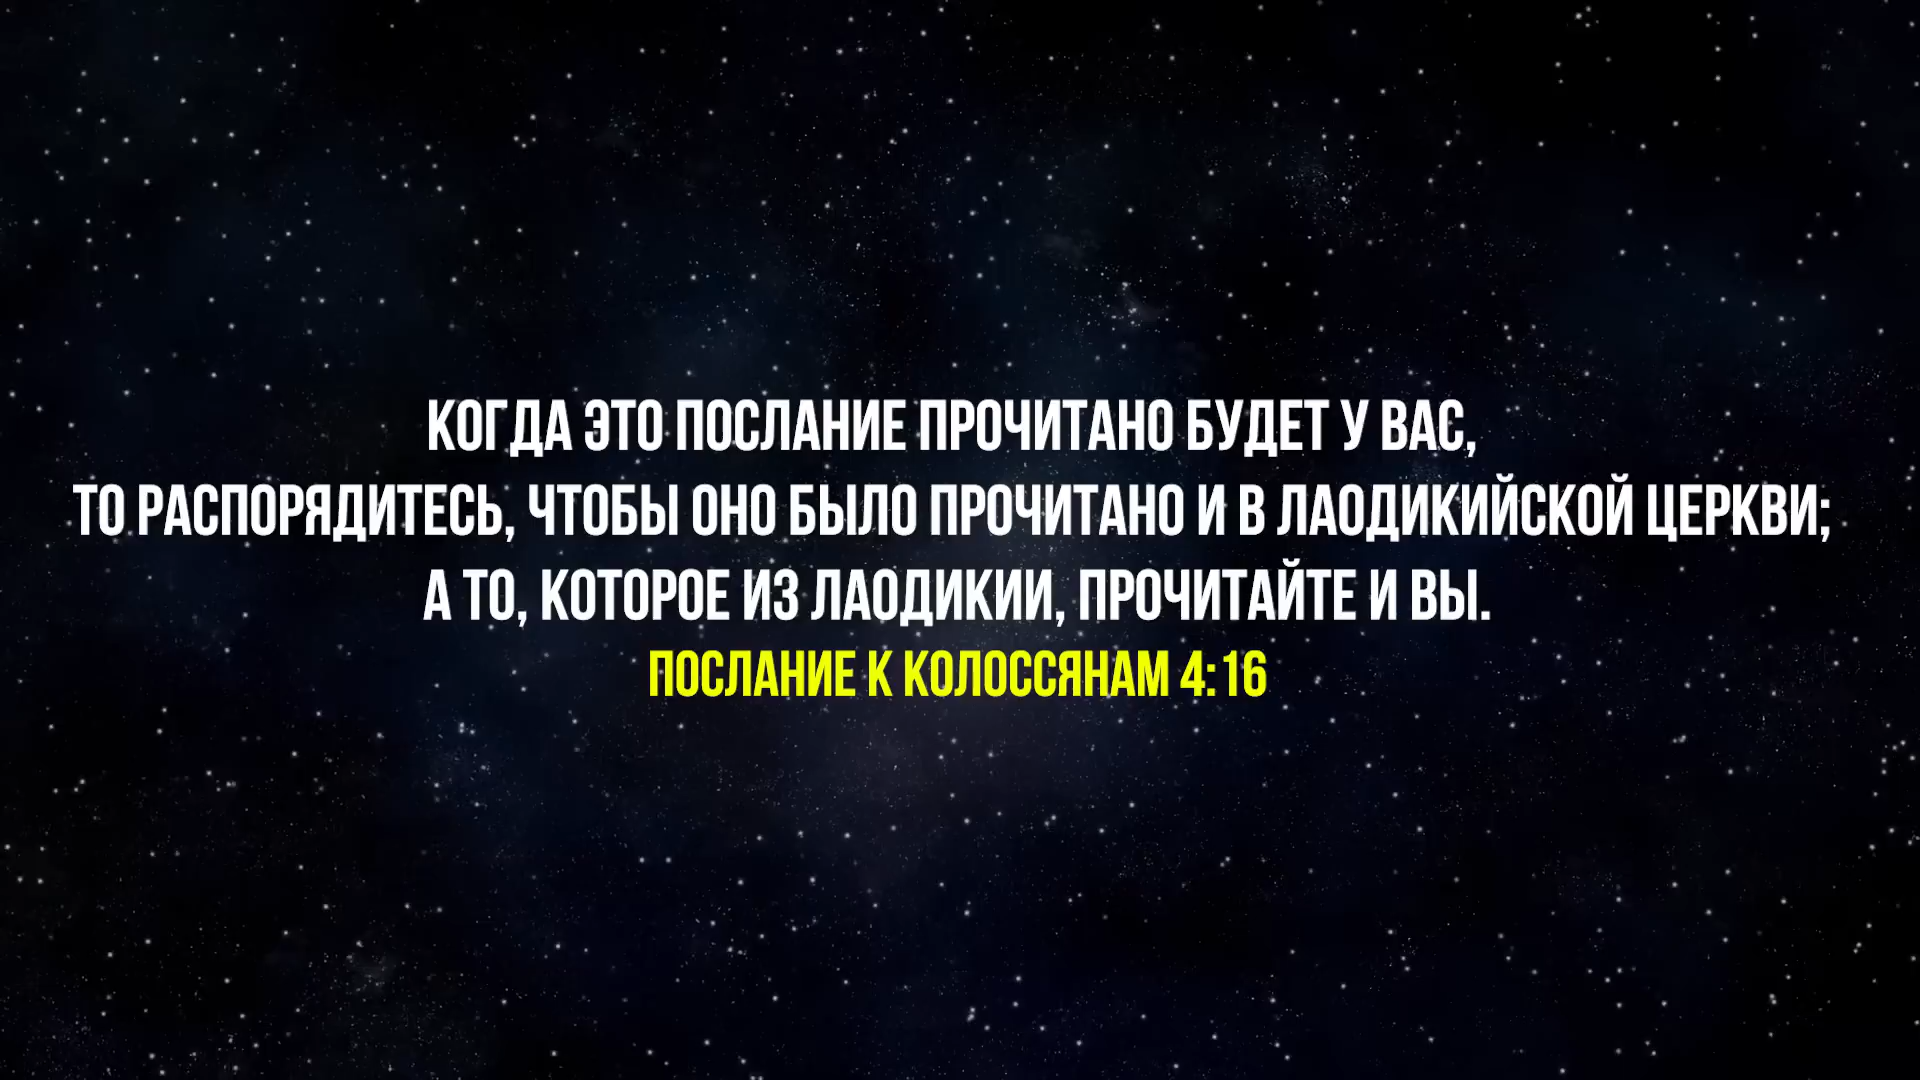 КОГДА ЭТО ПОСЛАНИЕ ПРОЧИТАНО БУДЕТ У ВАС,
ТО РАСПОРЯДИТЕСЬ, ЧТОБЫ ОНО БЫЛО ПРОЧИТАНО И В ЛАОДИКИЙСКОЙ ЦЕРКВИ;
А ТО, КОТОРОЕ ИЗ ЛАОДИКИИ, ПРОЧИТАЙТЕ И ВЫ.
ПОСЛАНИЕ К КОЛОССЯНАМ 4:16